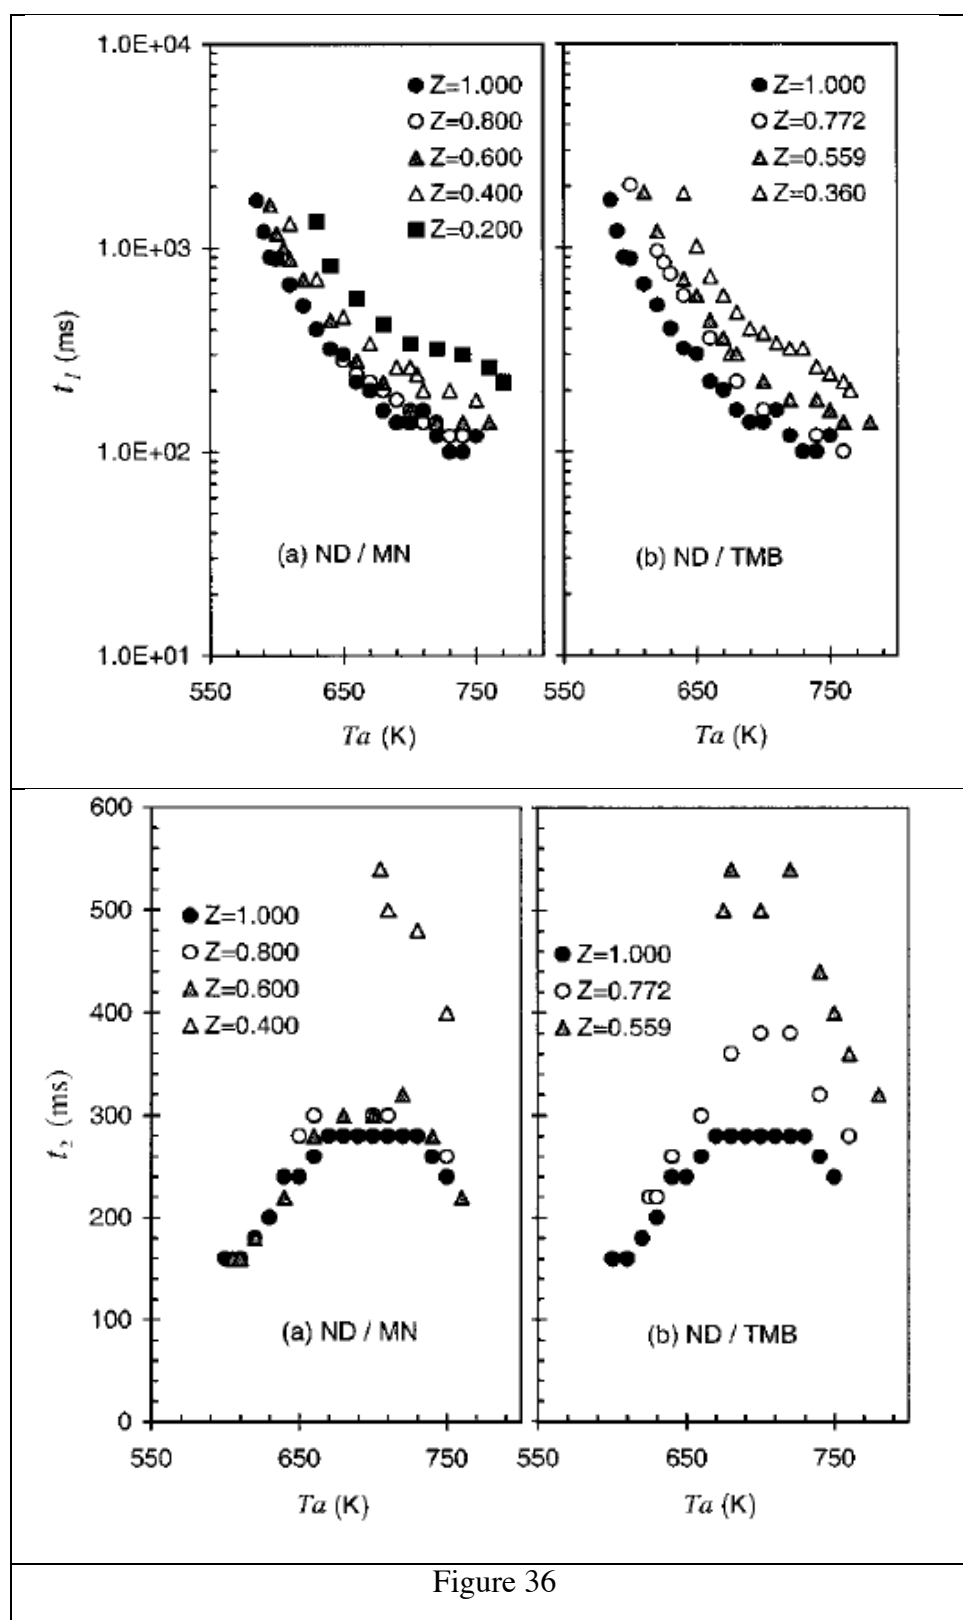 1.0E+04
1.0E+03
1.0E+02
1.0E+01
t₁ (ms)
Z=1.000
Z=0.800
Z=0.600
Z=0.400
Z=0.200
(a) ND / MN
550 650 750
Ta (K)
Z=1.000
Z=0.772
Z=0.559
Z=0.360
(b) ND / TMB
550 650 750
Ta (K)
600
500
400
300
200
100
0
t₂ (ms)
Z=1.000
Z=0.800
Z=0.600
Z=0.400
(a) ND / MN
550 650 750
Ta (K)
Z=1.000
Z=0.772
Z=0.559
(b) ND / TMB
550 650 750
Ta (K)
Figure 36